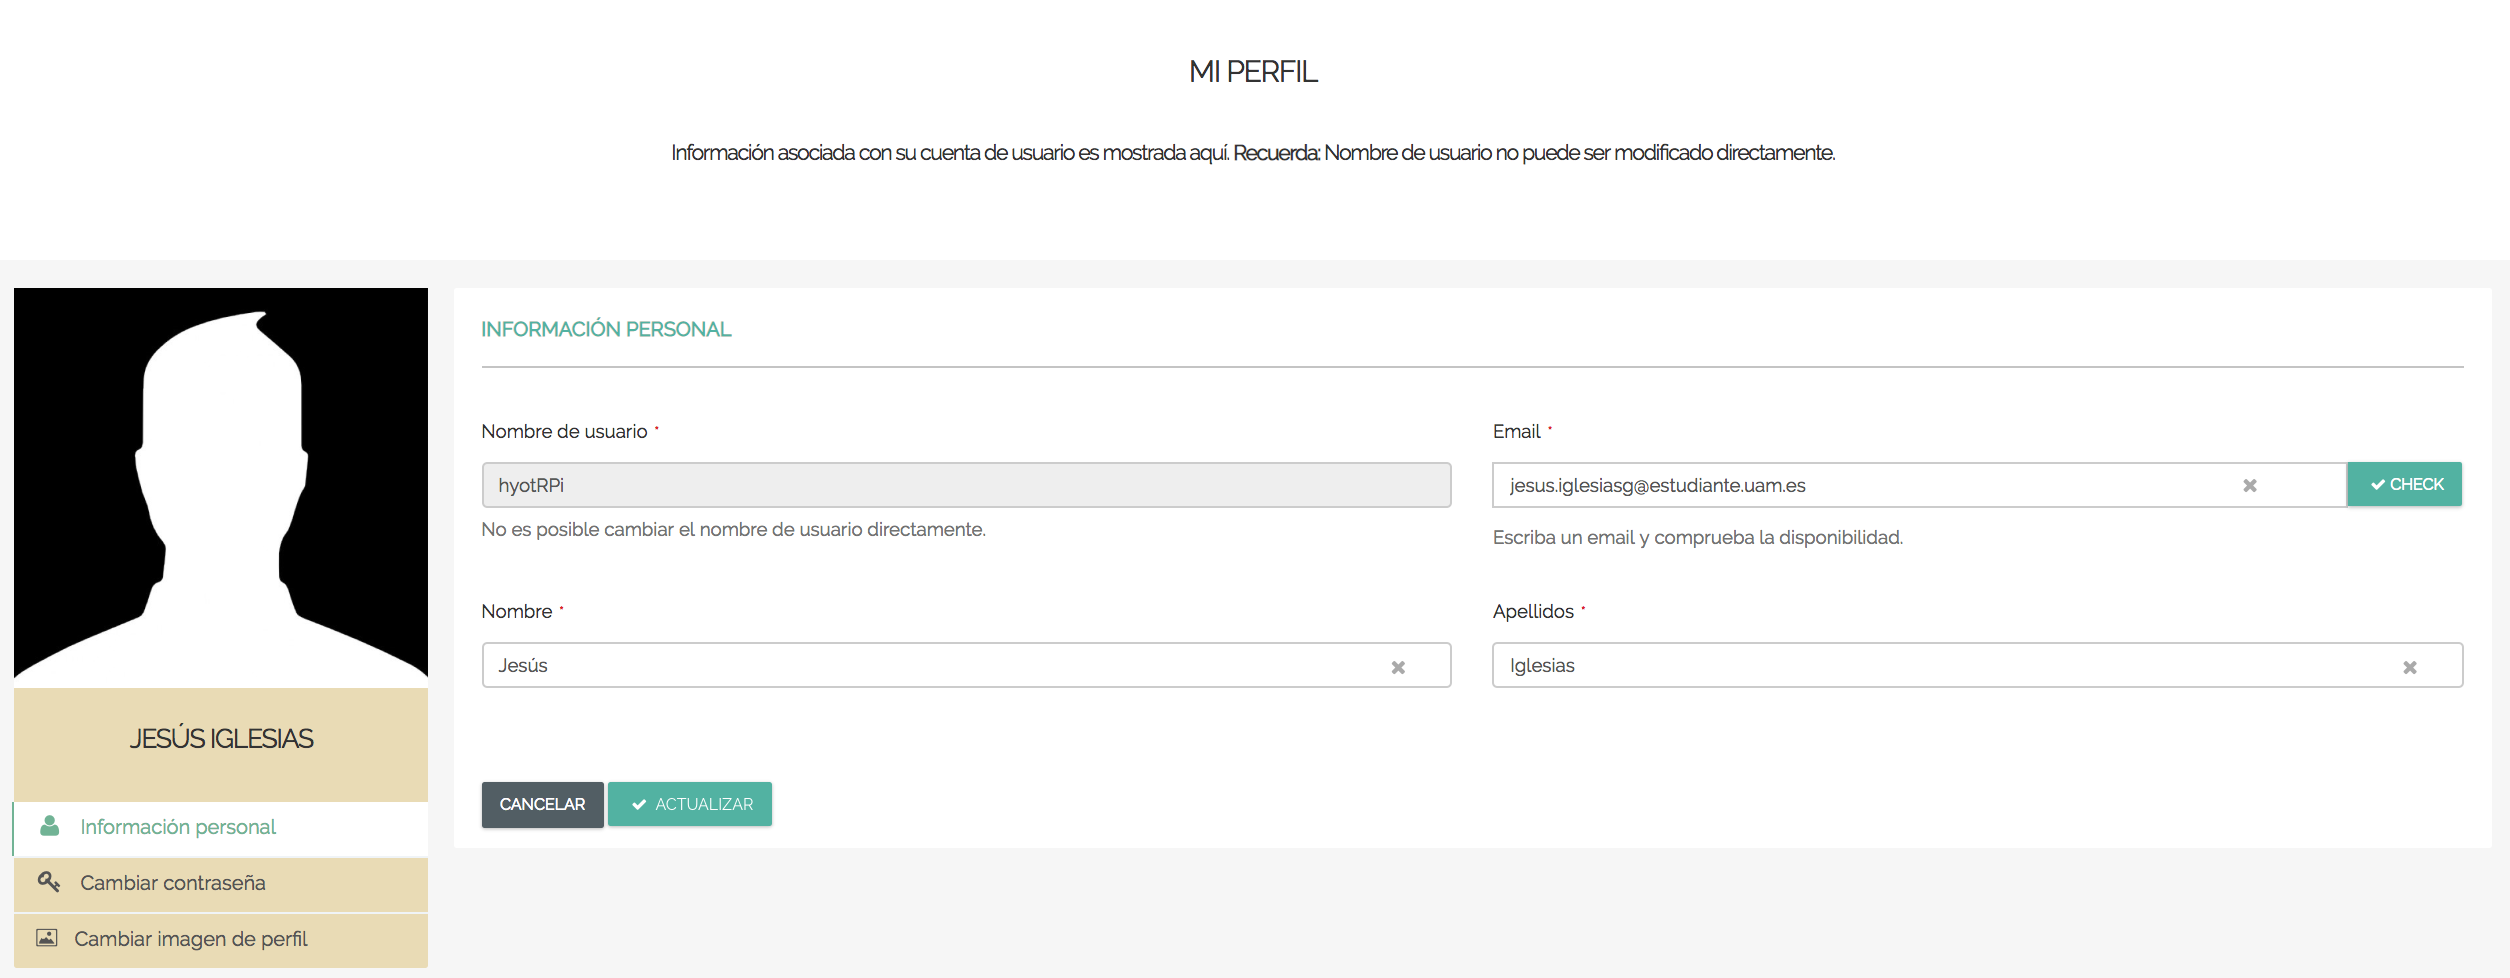 MI PERFIL
Información asociada con su cuenta de usuario es mostrada aquí. Recuerda: Nombre de usuario no puede ser modificado directamente.
JESÚS IGLESIAS
Información personal
Cambiar contraseña
Cambiar imagen de perfil
INFORMACIÓN PERSONAL
Nombre de usuario *
hyotRPi
No es posible cambiar el nombre de usuario directamente.
Email *
jesus.iglesiasg@estudiante.uam.es
CHECK
Escriba un email y comprueba la disponibilidad.
Nombre *
Jesús
Apellidos *
Iglesias
CANCELAR
ACTUALIZAR